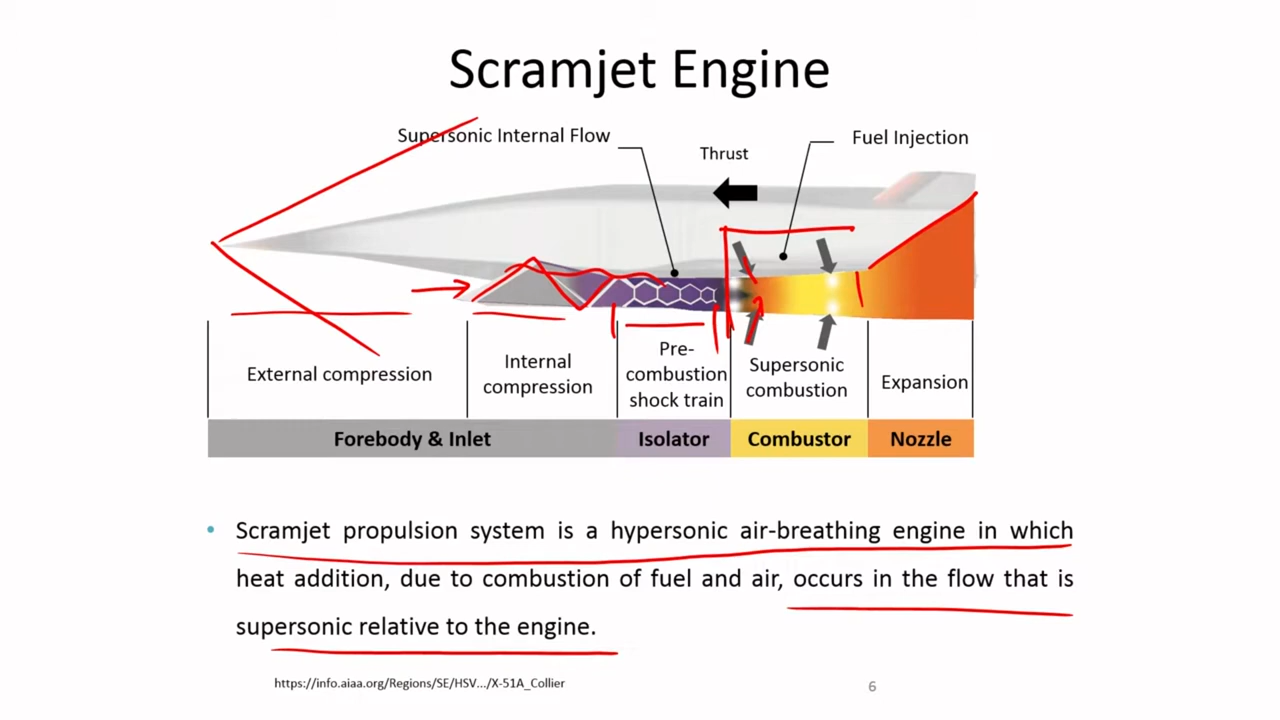 Scramjet Engine
Supersonic Internal Flow
Thrust
Fuel Injection
External compression
Internal
compression
Pre-
combustion
shock train
Supersonic
combustion
Expansion
Forebody & Inlet
Isolator
Combustor
Nozzle
• Scramjet propulsion system is a hypersonic air-breathing engine in which
heat addition, due to combustion of fuel and air, occurs in the flow that is
supersonic relative to the engine.
https://info.aiaa.org/Regions/SE/HSV.../X-51A_Collier
6